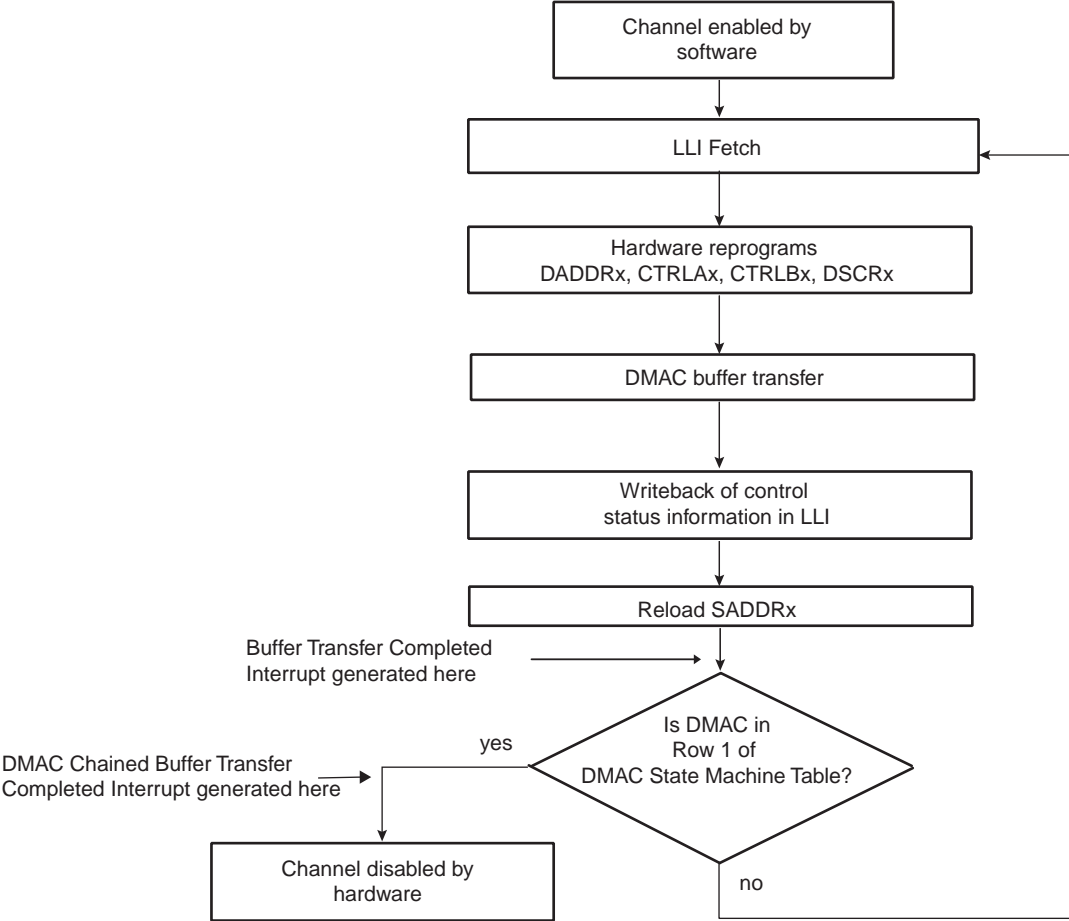 Channel enabled by
software
LLI Fetch
Hardware reprograms
DADDRx, CTRLAx, CTRLBx, DSCRx
DMAC buffer transfer
Writeback of control
status information in LLI
Reload SADDRx
Buffer Transfer Completed
Interrupt generated here
Is DMAC in
Row 1 of
DMAC State Machine Table?
yes
DMAC Chained Buffer Transfer
Completed Interrupt generated here
Channel disabled by
hardware
no